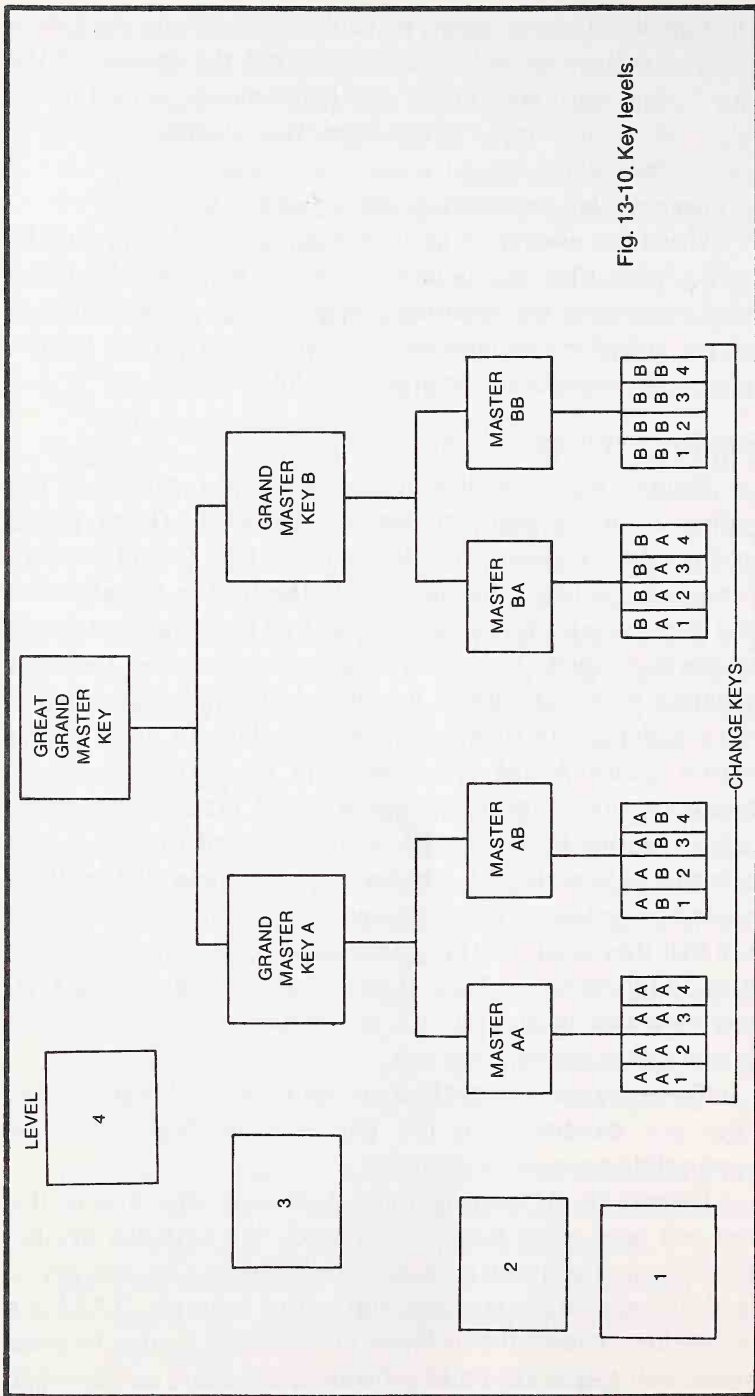 LEVEL
4
GREAT
GRAND
MASTER
KEY
3
GRAND
MASTER
KEY A
GRAND
MASTER
KEY B
2
MASTER
AA
MASTER
AB
MASTER
BA
MASTER
BB
1
A A A A
A A A A
1 2 3 4
A A A A
B B B B
1 2 3 4
B B B B
A A A A
1 2 3 4
B B B B
B B B B
1 2 3 4
CHANGE KEYS
Fig. 13-10. Key levels.